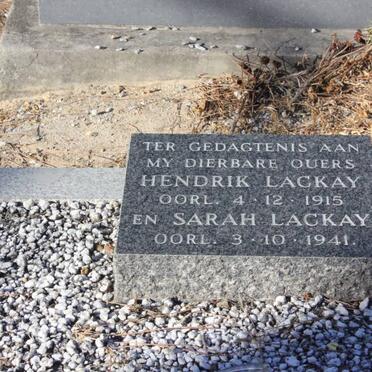 TER GEDAGTENIS AAN
MY DIERBARE OUERS
HENDRIK LACKAY
OORL. 4·12·1915
EN SARAH LACKAY
OORL. 3·10·1941.